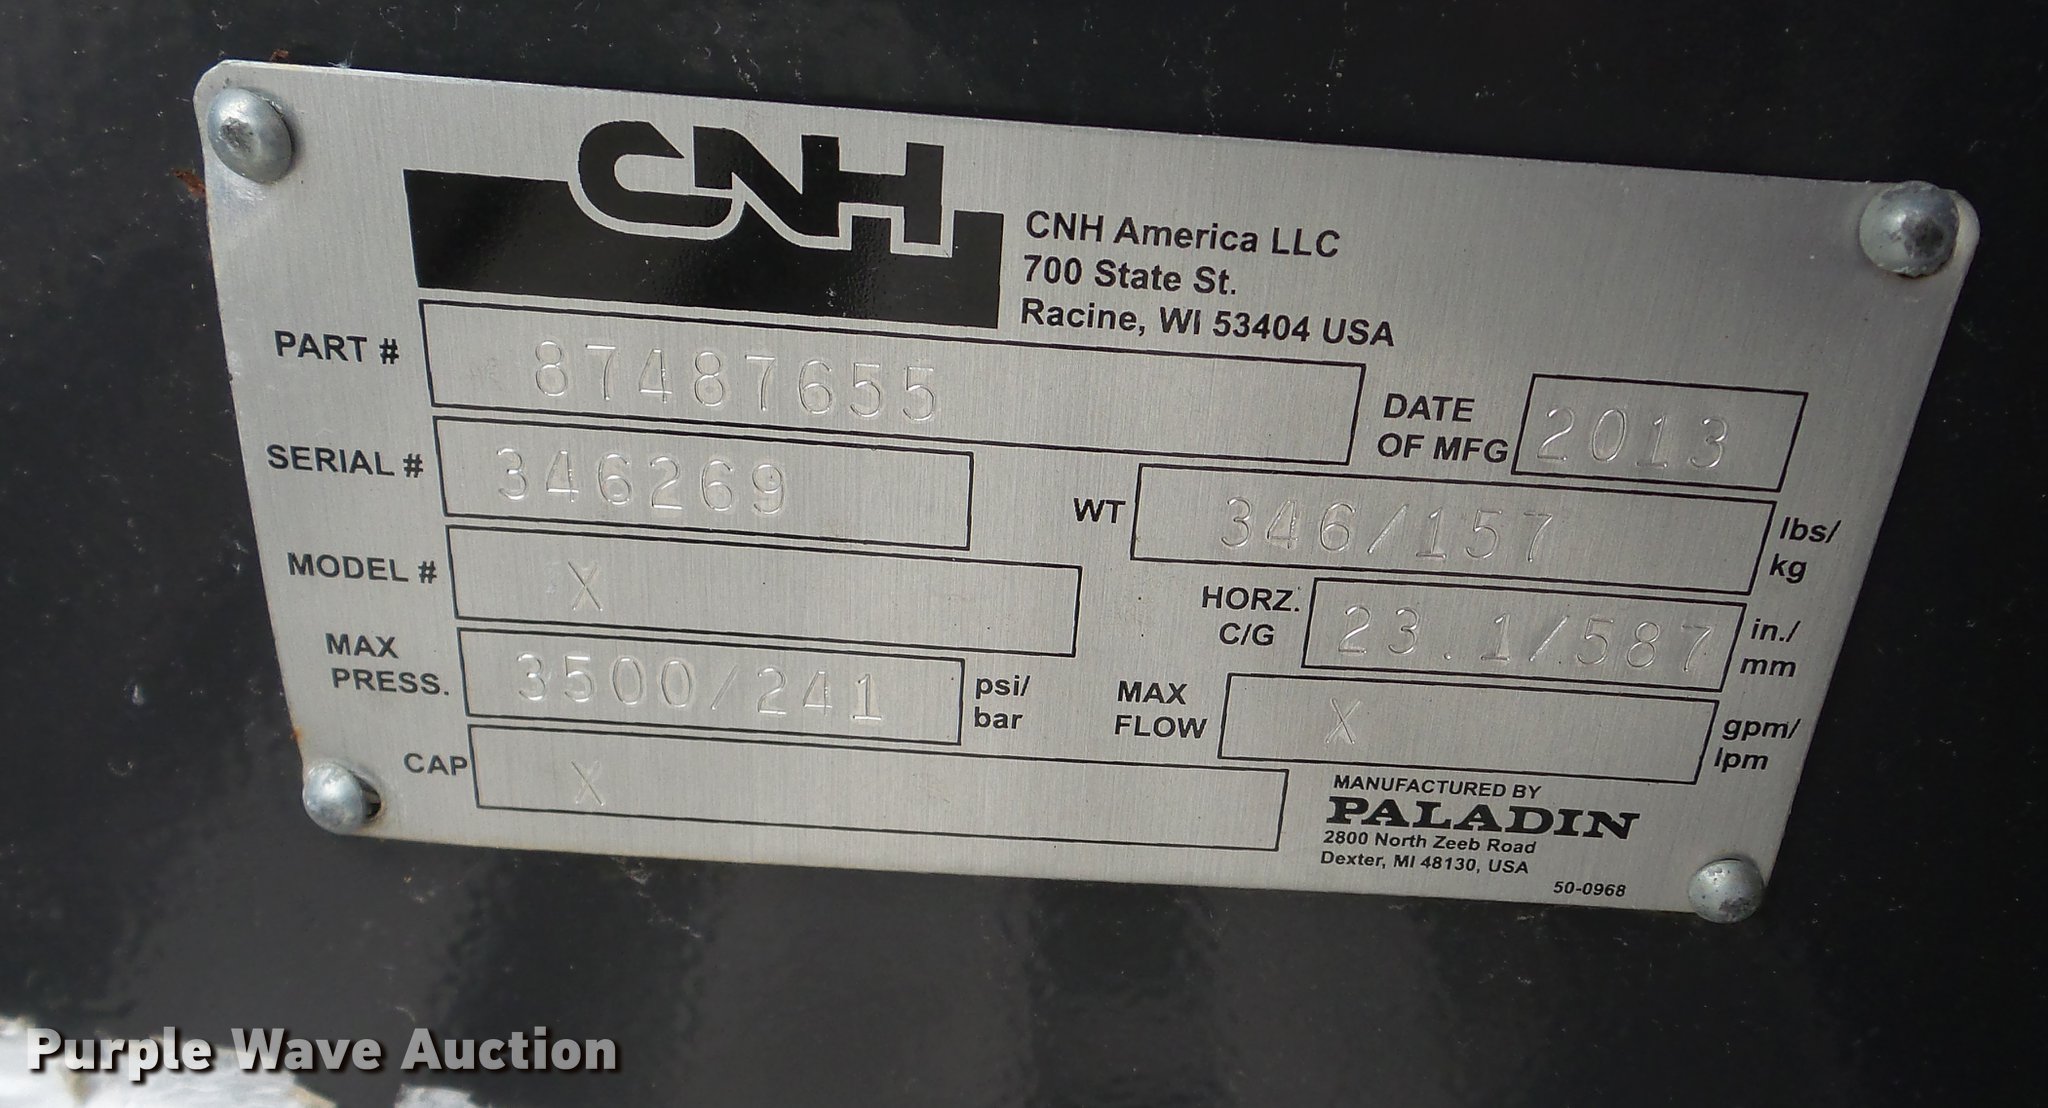 CNH
CNH America LLC
700 State St.
Racine, WI 53404 USA
PART # 87487655
DATE
OF MFG 2013
SERIAL # 346269
WT 346/157 lbs/
kg
MODEL # X
HORZ.
C/G 23.1/587 in./
mm
MAX
PRESS. 3500/241 psi/
bar
MAX
FLOW X gpm/
lpm
CAP X
MANUFACTURED BY
PALADIN
2800 North Zeeb Road
Dexter, MI 48130, USA
50-0968
Purple Wave Auction